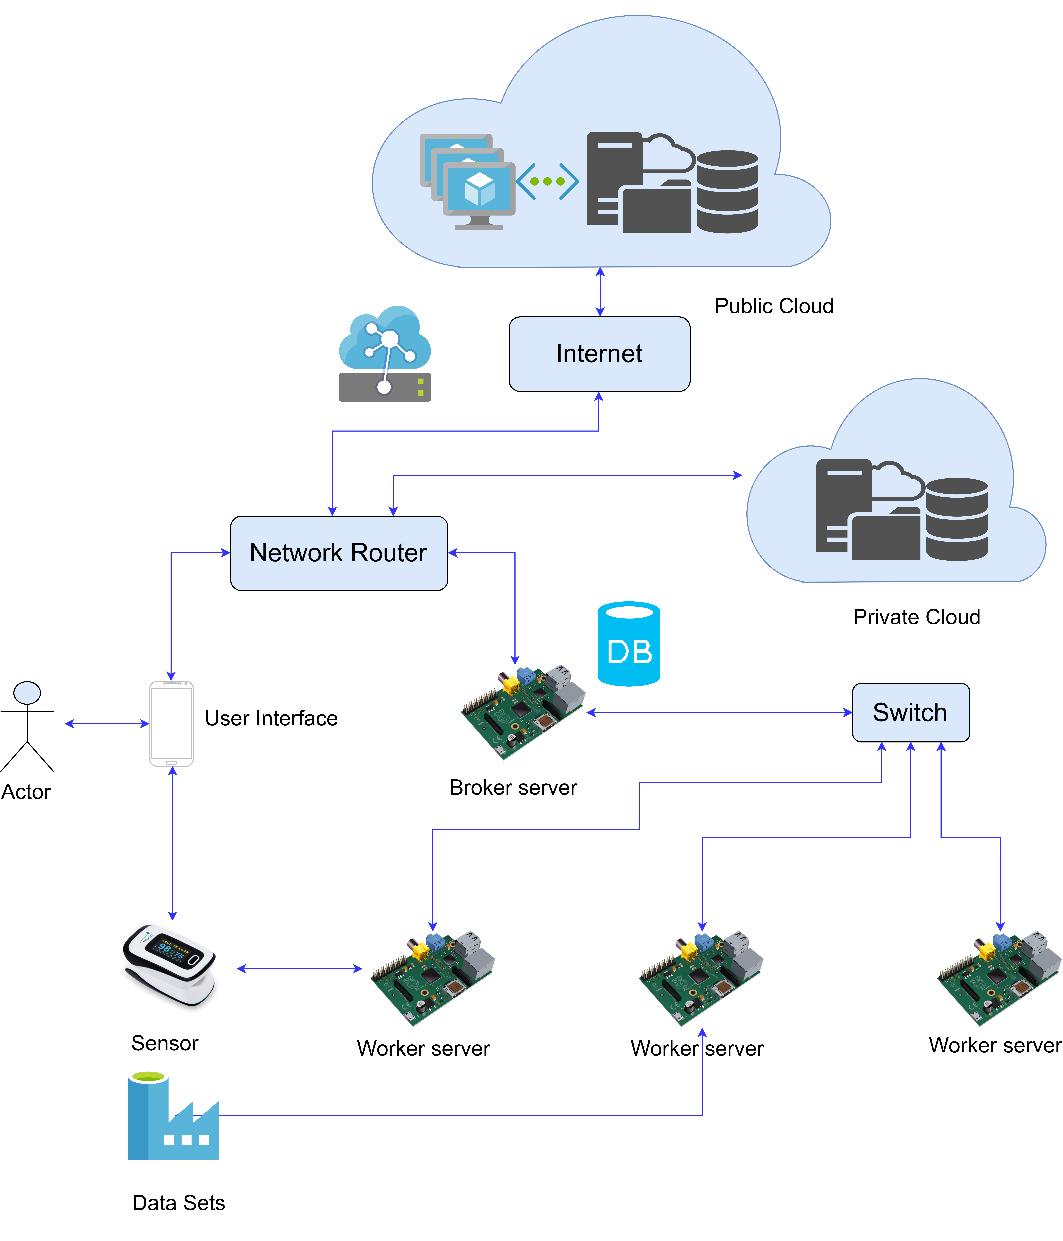 Public Cloud
Internet
Network Router
Private Cloud
DB
User Interface
Switch
Actor
Broker server
Sensor
Worker server
Worker server
Worker server
Data Sets